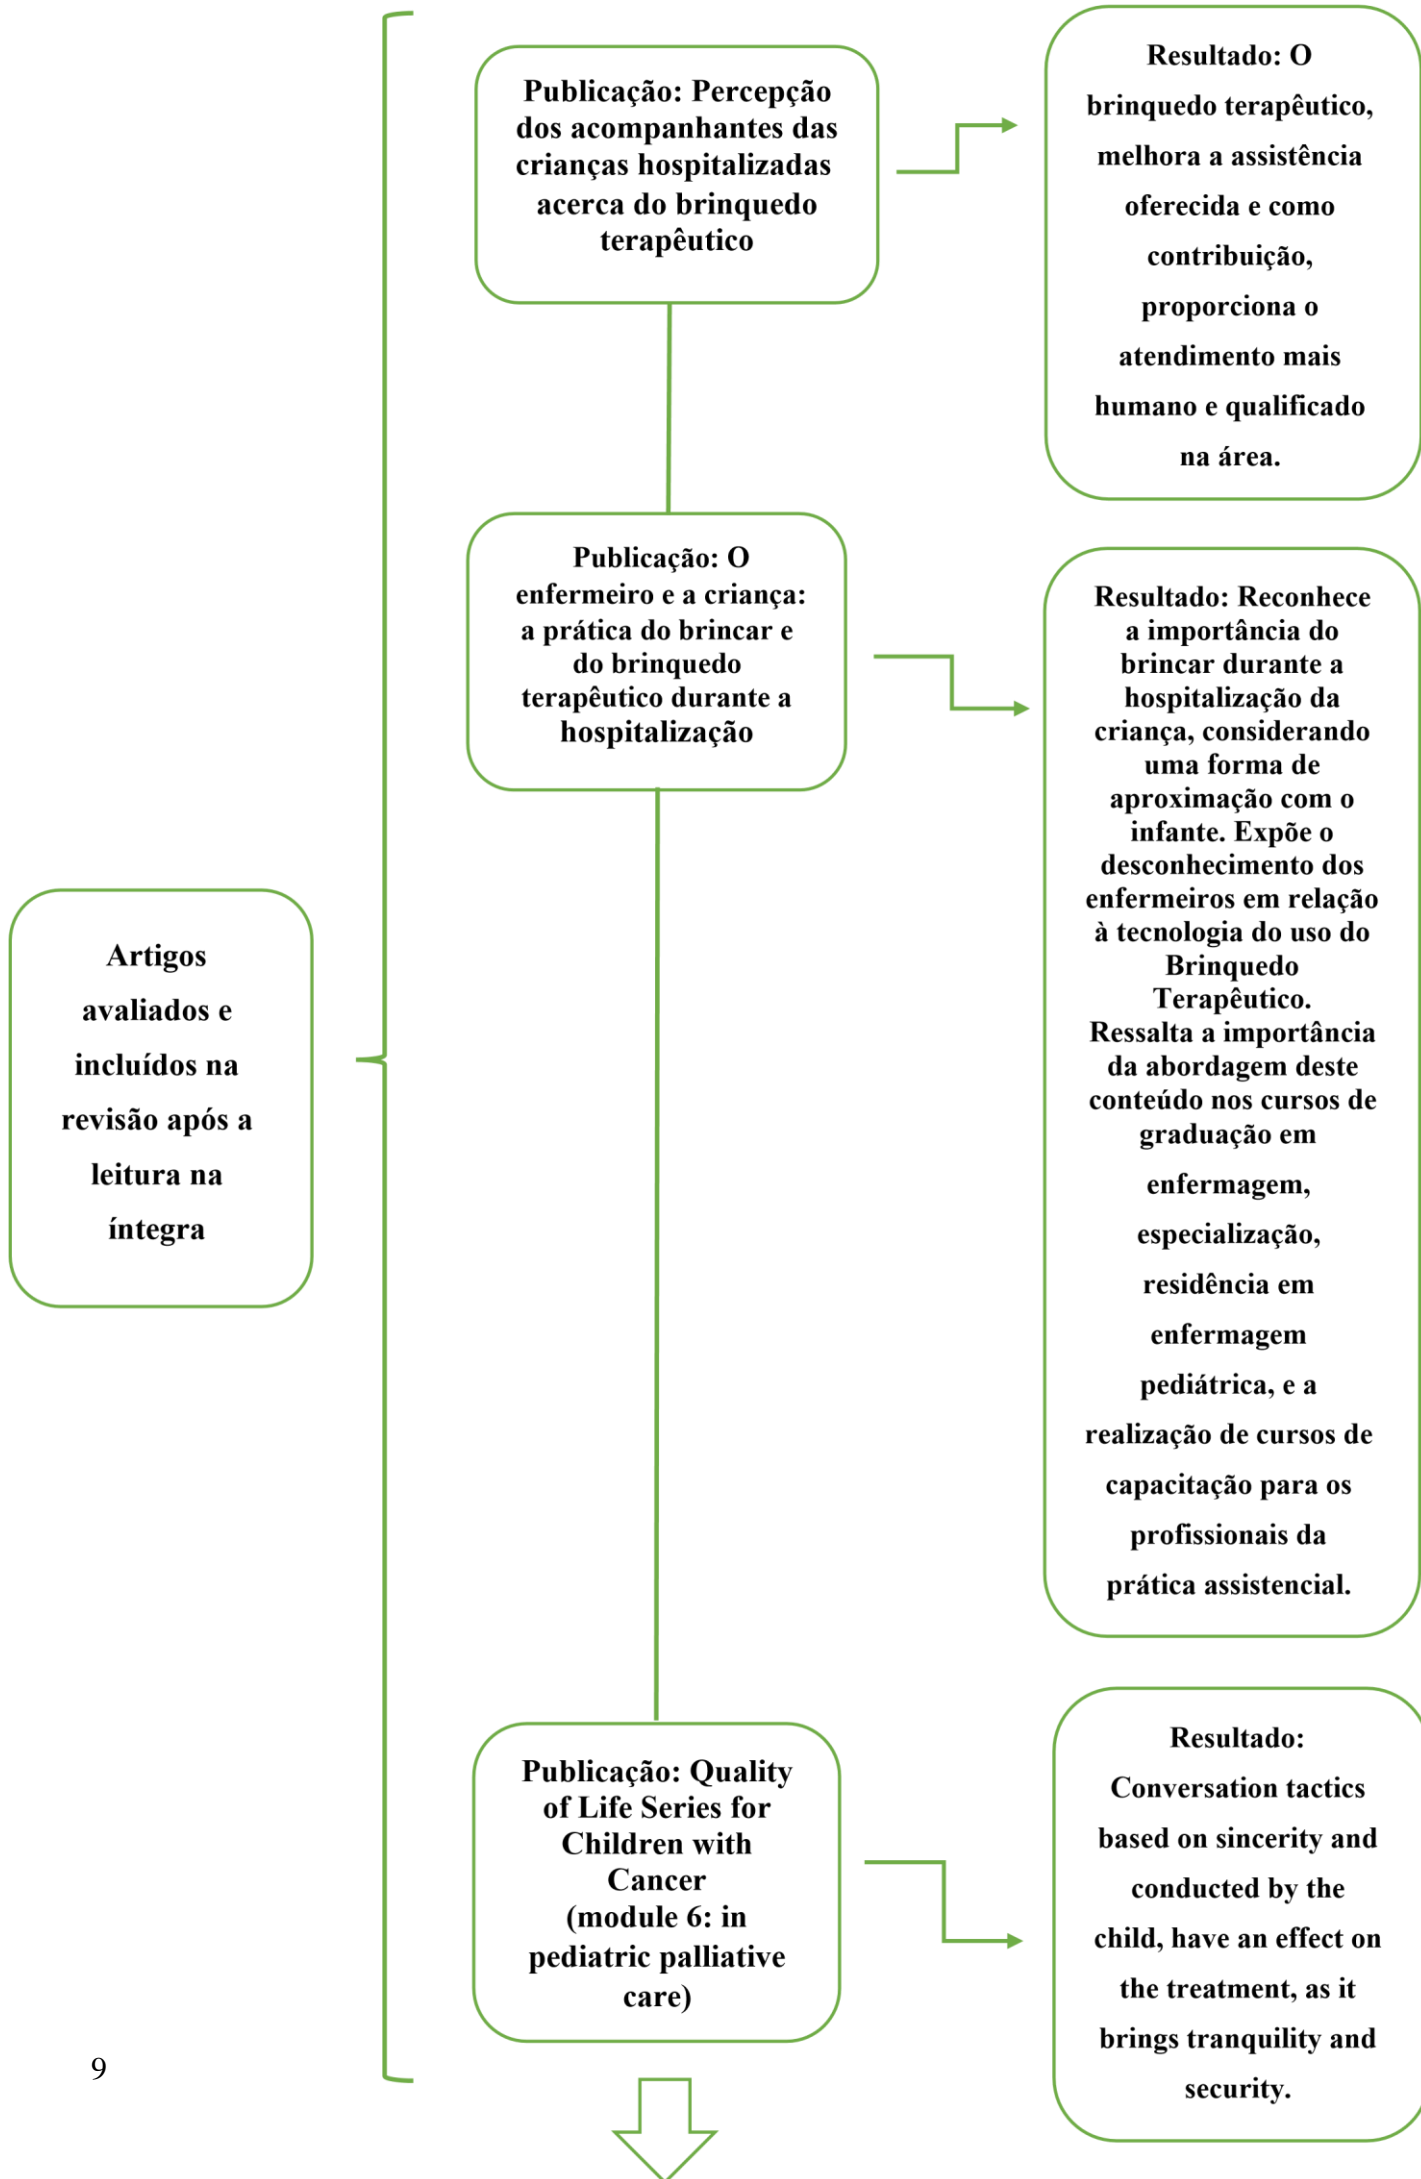 Artigos
avaliados e
incluídos na
revisão após a
leitura na
íntegra
Publicação: Percepção
dos acompanhantes das
crianças hospitalizadas
acerca do brinquedo
terapêutico
Resultado: O
brinquedo terapêutico,
melhora a assistência
oferecida e como
contribuição,
proporciona o
atendimento mais
humano e qualificado
na área.
Publicação: O
enfermeiro e a criança:
a prática do brincar e
do brinquedo
terapêutico durante a
hospitalização
Resultado: Reconhece
a importância do
brincar durante a
hospitalização da
criança, considerando
uma forma de
aproximação com o
infante. Expõe o
desconhecimento dos
enfermeiros em relação
à tecnologia do uso do
Brinquedo
Terapêutico.
Ressalta a importância
da abordagem deste
conteúdo nos cursos de
graduação em
enfermagem,
especialização,
residência em
enfermagem
pediátrica, e a
realização de cursos de
capacitação para os
profissionais da
prática assistencial.
Publicação: Quality
of Life Series for
Children with
Cancer
(module 6: in
pediatric palliative
care)
Resultado:
Conversation tactics
based on sincerity and
conducted by the
child, have an effect on
the treatment, as it
brings tranquility and
security.
9